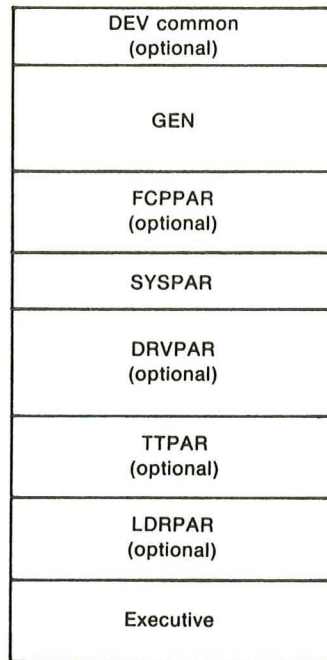 DEV common
(optional)
GEN
FCPPAR
(optional)
SYSPAR
DRVPAR
(optional)
TTPAR
(optional)
LDRPAR
(optional)
Executive